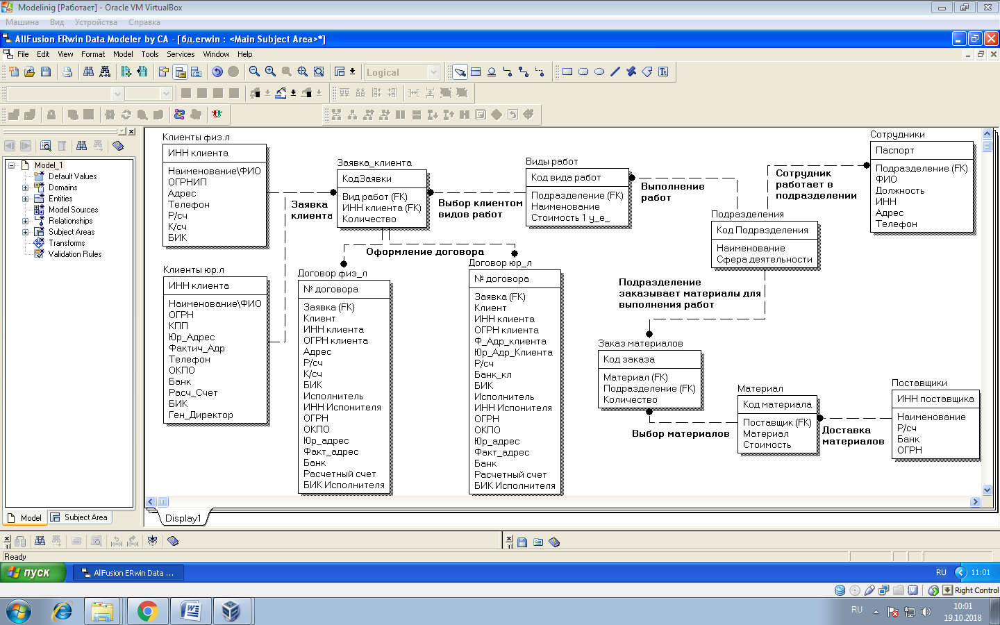 Modelinig [Работает] - Oracle VM VirtualBox
Машина Вид Устройства Справка
AllFusion ERwin Data Modeler by CA - [бд.erwin : <Main Subject Area>*]
File Edit View Format Model Tools Services Window Help
Logical
Model_1
Default Values
Domains
Entities
Model Sources
Relationships
Subject Areas
Transforms
Validation Rules
Model
Subject Area
Клиенты физ.л
ИНН клиента
Наименование\ФИО
ОГРНИП
Адрес
Телефон
Р/сч
К/сч
БИК
Клиенты юр.л
ИНН клиента
Наименование\ФИО
ОГРН
КПП
Юр_Адрес
Фактич_Адр
Телефон
ОКПО
Банк
Расч_Счет
БИК
Ген_Директор
Заявка
клиента
Заявка_клиента
КодЗаявки
Вид работ (FK)
ИНН клиента (FK)
Количество
Выбор клиентом
видов работ
Оформление договора
Договор физ_л
№ договора
Заявка (FK)
Клиент
ИНН клиента
ОГРН клиента
Адрес
Р/сч
К/сч
БИК
Исполнитель
ИНН Испонителя
ОГРН
ОКПО
Юр_адрес
Факт_адрес
Банк
Расчетный счет
БИК Исполнителя
Договор юр_л
№ договора
Заявка (FK)
Клиент
ИНН клиента
ОГРН клиента
Ф_Адр_клиента
Юр_Адр_Клиента
Р/сч
Банк_кл
БИК
Исполнитель
ИНН Испонителя
ОГРН
ОКПО
Юр_адрес
Факт_адрес
Банк
Расчетный счет
БИК Исполнителя
Виды работ
Код вида работ
Подразделение (FK)
Наименование
Стоимость 1 у_е_
Выполнение
работ
Подразделения
Код Подразделения
Наименование
Сфера деятельности
Сотрудник
работает в
подразделении
Сотрудники
Паспорт
Подразделение (FK)
ФИО
Должность
ИНН
Адрес
Телефон
Подразделение
заказывает материалы для
выполнения работ
Заказ материалов
Код заказа
Материал (FK)
Подразделение (FK)
Количество
Выбор материалов
Материал
Код материала
Поставщик (FK)
Материал
Стоимость
Доставка
материалов
Поставщики
ИНН поставщика
Наименование
Р/сч
Банк
ОГРН
Display1
Ready
пуск
AllFusion ERwin Data ...
RU
11:01
Right Control
RU
10:01
19.10.2018